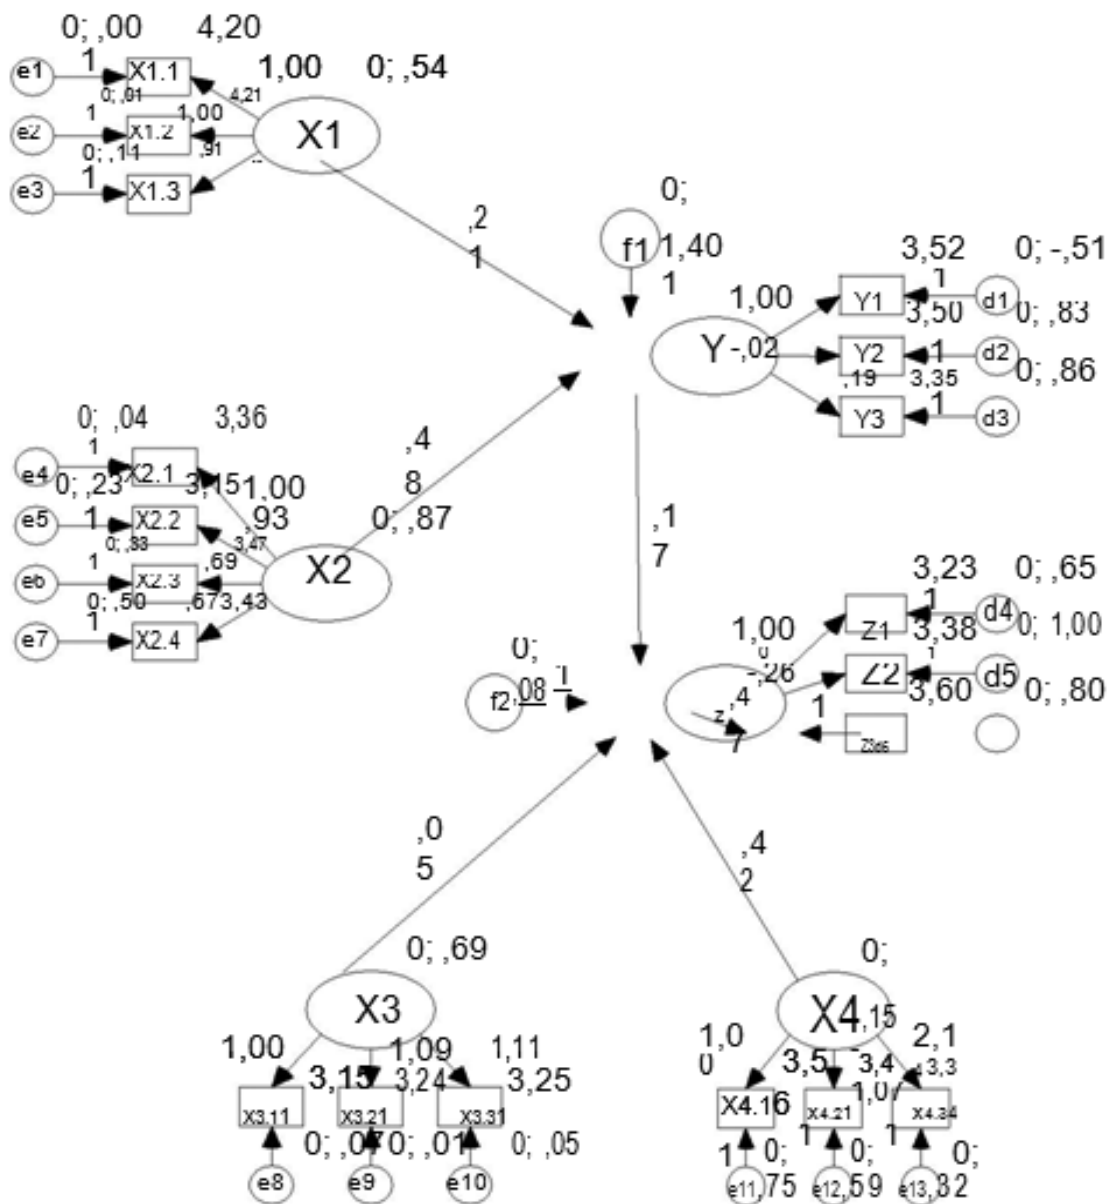 0; ,00 4,20
e1 1 X1.1 1,00 0; ,54
0; ,01 4,21
e2 1 X1.2 1,00 X1
0; ,11 ,91
e3 1 X1.3
,2
1
0;
f1 1,40
1
3,52 0; -,51
1,00 Y1 1 d1
3,50 0; ,83
Y -,02 Y2 1 d2
,19 3,35 0; ,86
Y3 1 d3
0; ,04 3,36
e4 1 X2.1
0; ,23 3,15 1,00
e5 1 X2.2 ,93
0; ,33 3,47
e6 1 X2.3 ,69 X2
0; ,50 ,67 3,43
e7 1 X2.4
,4
8
0; ,87
,1
7
3,23 0; ,65
1,00 Z1 1 d4
3,38 0; 1,00
-,26 Z2 1 d5
3,60 0; ,80
0;
f2 ,08 1
z ,4
7
1
Z3d6
,0
5
,4
2
0; ,69
X3
1,00 1,09 1,11
3,15 3,24 3,25
X3.11 X3.21 X3.31
0; ,07 0; ,01 0; ,05
e8 e9 e10
0;
X4 ,15
1,0
0
3,5 3,4 2,1
3,3
X4.16 X4.21 1,07 X4.34
1 1 1
0; 0; 0;
e11 ,75 e12 ,59 e13 ,32